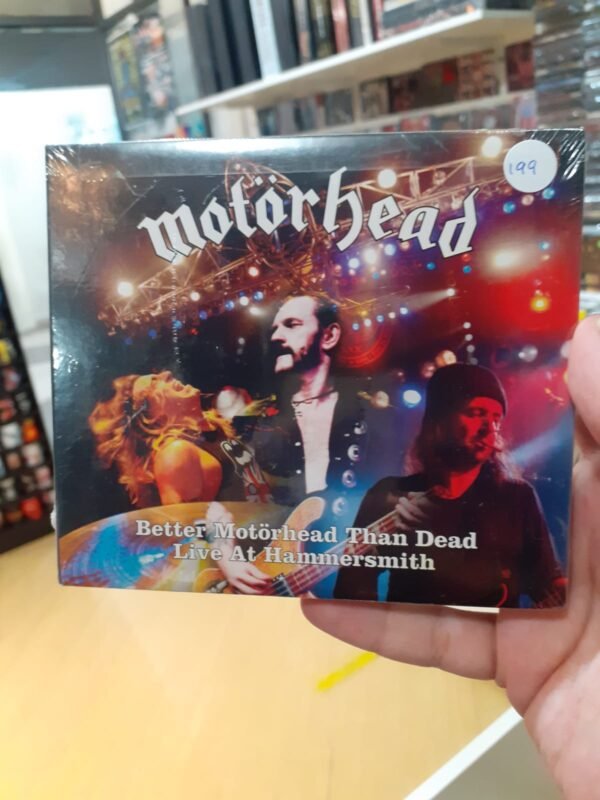 motörhead
199
Better Motörhead Than Dead
Live At Hammersmith